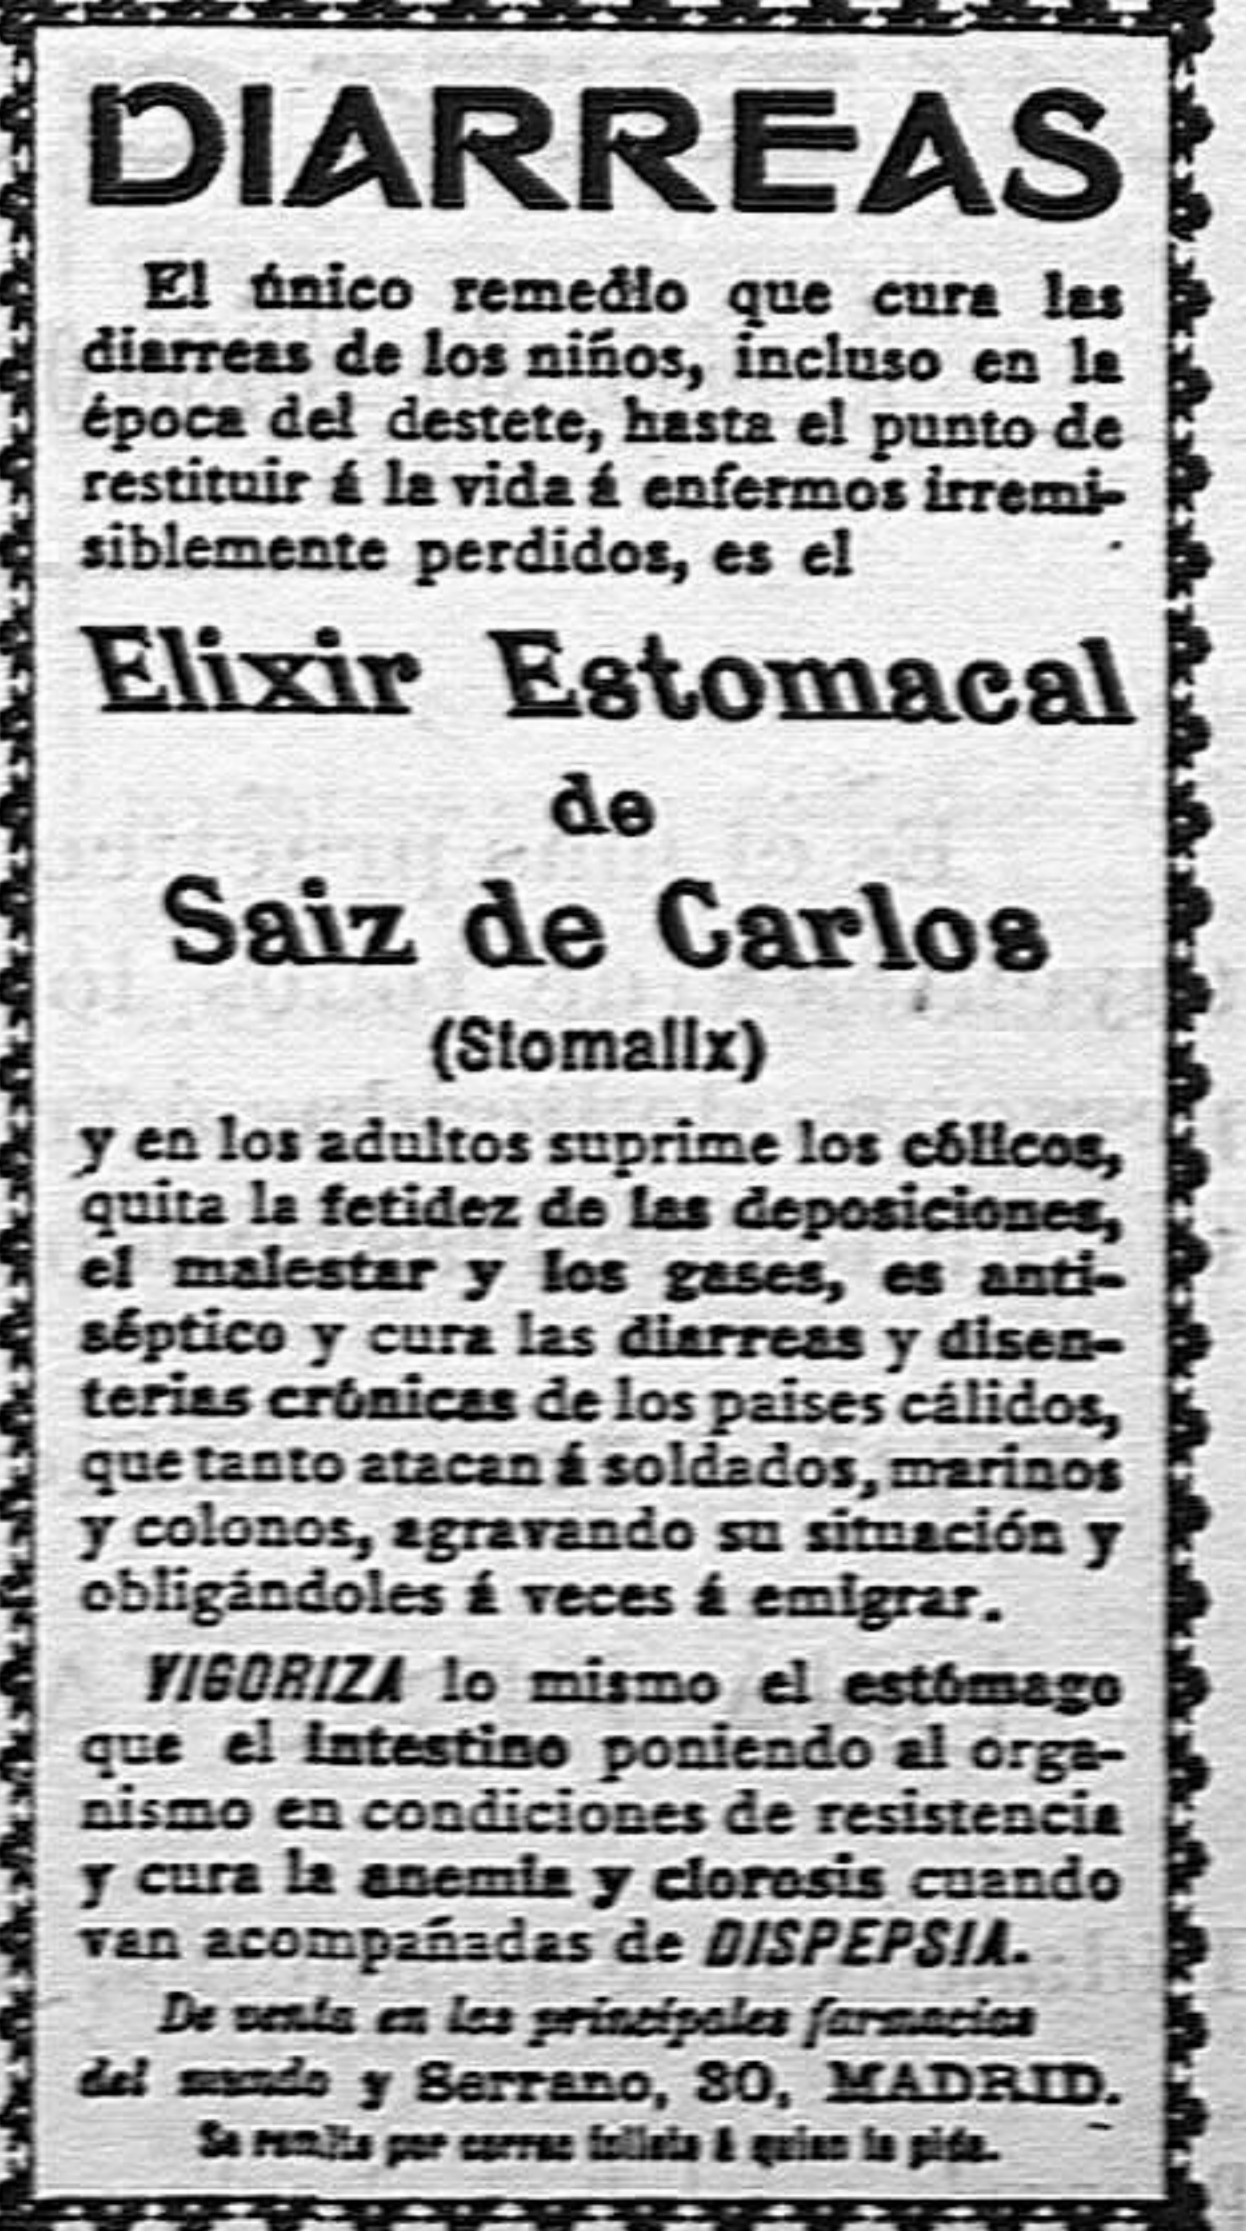 DIARREAS
El único remedio que cura las
diarreas de los niños, incluso en la
época del destete, hasta el punto de
restituir á la vida á enfermos irremi-
siblemente perdidos, es el
Elixir Estomacal
de
Saiz de Carlos
(Stomalix)
y en los adultos suprime los cólicos,
quita la fetidez de las deposiciones,
el malestar y los gases, es anti-
séptico y cura las diarreas y disen-
terias crónicas de los paises cálidos,
que tanto atacan á soldados, marinos
y colonos, agravando su situación y
obligándoles á veces á emigrar.
VIGORIZA lo mismo el estómago
que el intestino poniendo al orga-
nismo en condiciones de resistencia
y cura la anemia y clorosis cuando
van acompañadas de DISPEPSIA.
De venta en las principales farmacias
del mundo y Serrano, 30, MADRID.
Se remite por correo folleto á quien le pida.